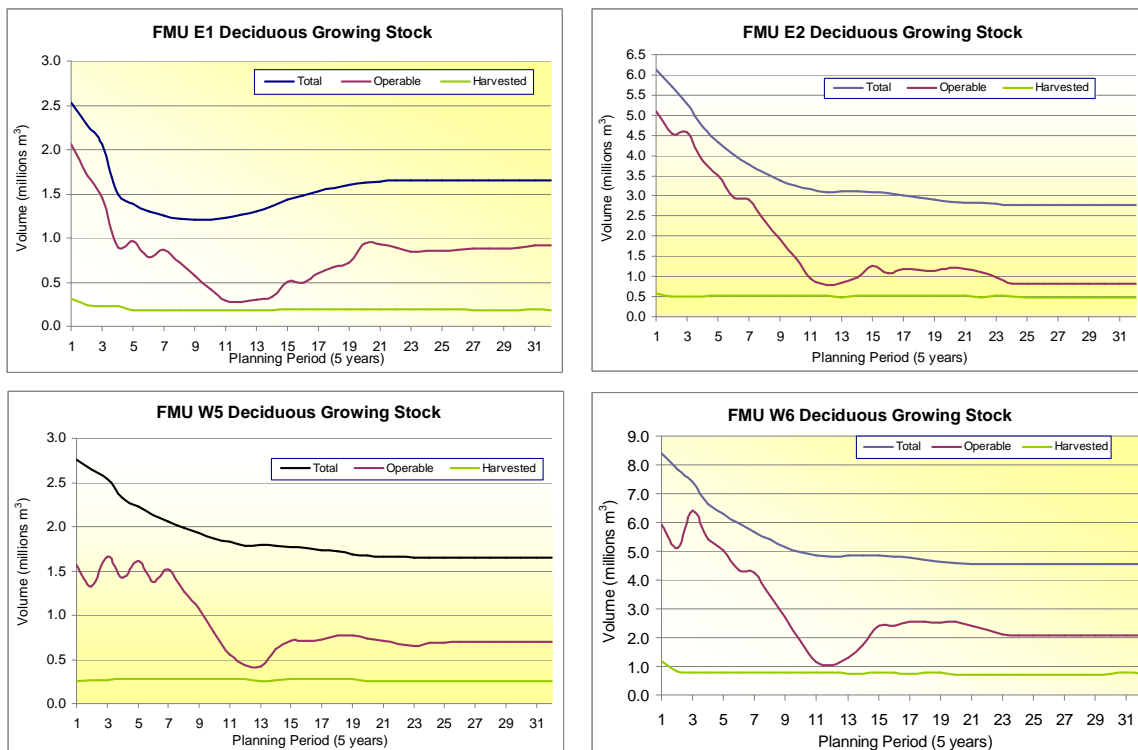 FMU E1 Deciduous Growing Stock
Total Operable Harvested
Volume (millions m³)
3.0
2.5
2.0
1.5
1.0
0.5
0.0
1 3 5 7 9 11 13 15 17 19 21 23 25 27 29 31
Planning Period (5 years)
FMU E2 Deciduous Growing Stock
Total Operable Harvested
Volume (millions m³)
6.5
6.0
5.5
5.0
4.5
4.0
3.5
3.0
2.5
2.0
1.5
1.0
0.5
0.0
1 3 5 7 9 11 13 15 17 19 21 23 25 27 29 31
Planning Period (5 years)
FMU W5 Deciduous Growing Stock
Total Operable Harvested
Volume (millions m³)
3.0
2.5
2.0
1.5
1.0
0.5
0.0
1 3 5 7 9 11 13 15 17 19 21 23 25 27 29 31
Planning Period (5 years)
FMU W6 Deciduous Growing Stock
Total Operable Harvested
Volume (millions m³)
9.0
8.0
7.0
6.0
5.0
4.0
3.0
2.0
1.0
0.0
1 3 5 7 9 11 13 15 17 19 21 23 25 27 29 31
Planning Period (5 years)